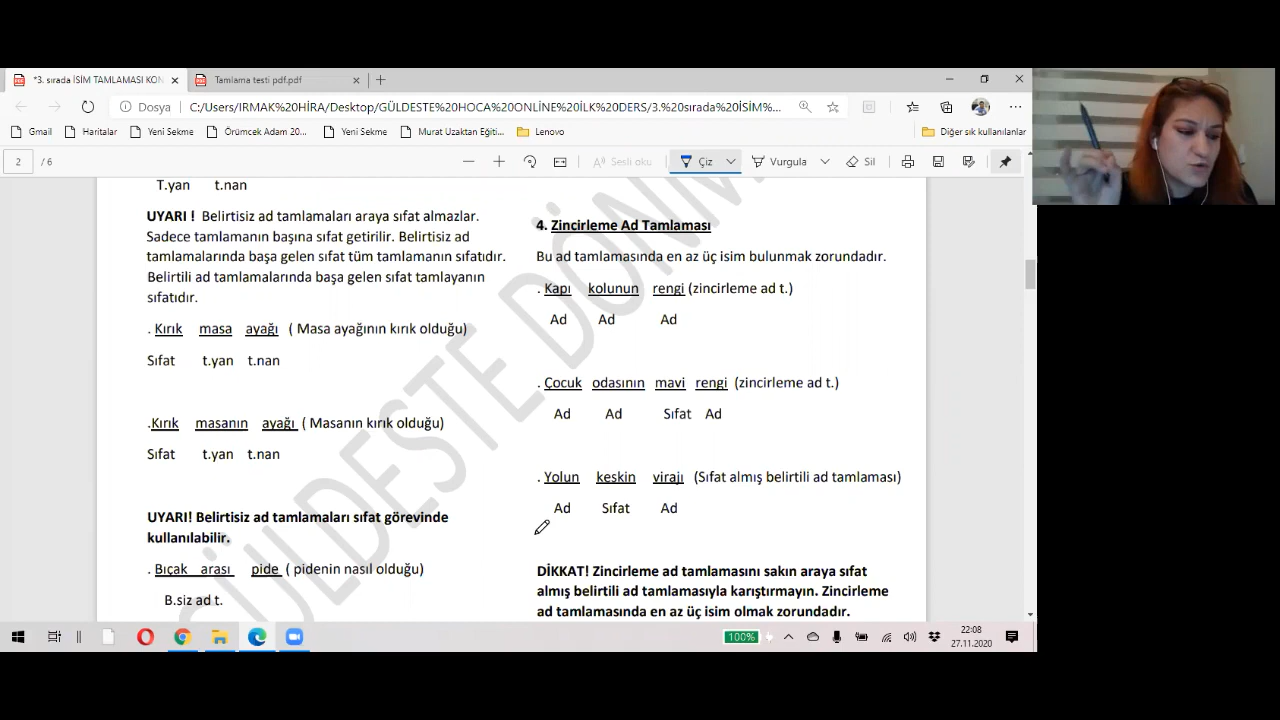 *3. sırada İSİM TAMLAMASI KON
Tamlama testi pdf.pdf
Dosya
C:/Users/IRMAK%20HİRA/Desktop/GÜLDESTE%20HOCA%20ONLİNE%20İLK%20DERS/3.%20sırada%20İSİM%...
Gmail
Haritalar
Yeni Sekme
Örümcek Adam 20...
Yeni Sekme
Murat Uzaktan Eğiti...
Lenovo
Diğer sık kullanılanlar
2 / 6
Sesli oku
Çiz
Vurgula
Sil
T.yan t.nan
UYARI ! Belirtisiz ad tamlamaları araya sıfat almazlar.
Sadece tamlamanın başına sıfat getirilir. Belirtisiz ad
tamlamalarında başa gelen sıfat tüm tamlamanın sıfatıdır.
Belirtili ad tamlamalarında başa gelen sıfat tamlayanın
sıfatıdır.
. Kırık masa ayağı ( Masa ayağının kırık olduğu)
Sıfat t.yan t.nan
.Kırık masanın ayağı ( Masanın kırık olduğu)
Sıfat t.yan t.nan
UYARI! Belirtisiz ad tamlamaları sıfat görevinde
kullanılabilir.
. Bıçak arası pide ( pidenin nasıl olduğu)
B.siz ad t.
4. Zincirleme Ad Tamlaması
Bu ad tamlamasında en az üç isim bulunmak zorundadır.
. Kapı kolunun rengi (zincirleme ad t.)
Ad Ad Ad
. Çocuk odasının mavi rengi (zincirleme ad t.)
Ad Ad Sıfat Ad
. Yolun keskin virajı (Sıfat almış belirtili ad tamlaması)
Ad Sıfat Ad
DİKKAT! Zincirleme ad tamlamasını sakın araya sıfat
almış belirtili ad tamlamasıyla karıştırmayın. Zincirleme
ad tamlamasında en az üç isim olmak zorundadır.
GÜLDESTE DÖNM
100%
22:08
27.11.2020